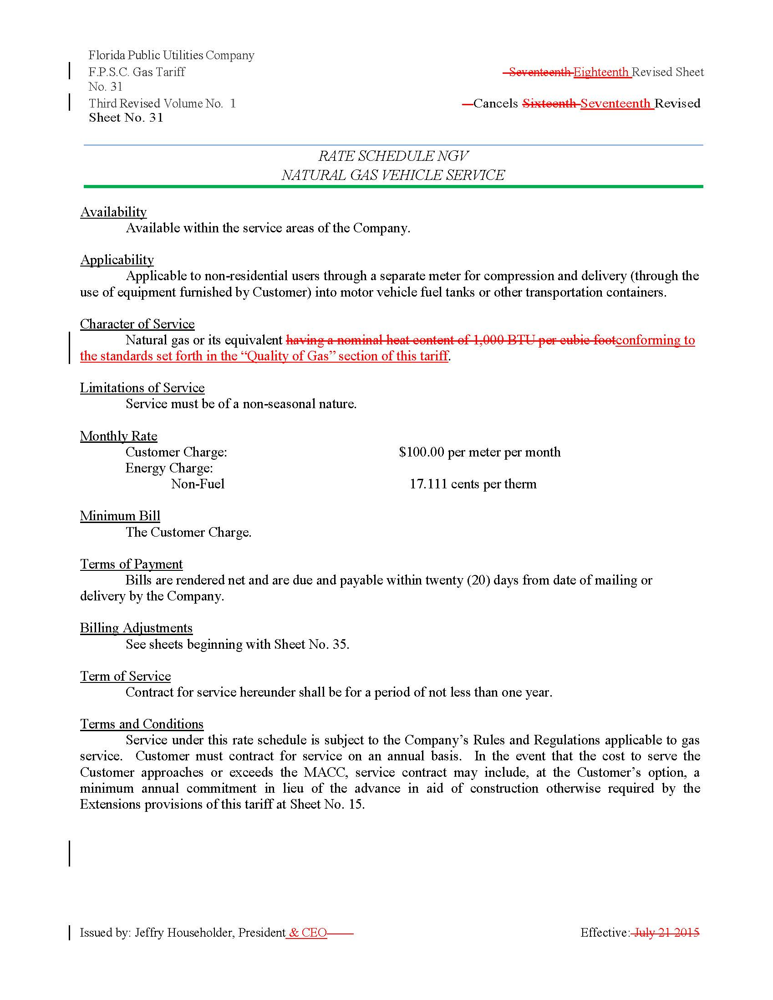 Florida Public Utilities Company
F.P.S.C. Gas Tariff Seventeenth Eighteenth Revised Sheet
No. 31
Third Revised Volume No. 1 Cancels Sixteenth Seventeenth Revised
Sheet No. 31
RATE SCHEDULE NGV
NATURAL GAS VEHICLE SERVICE
Availability
Available within the service areas of the Company.
Applicability
Applicable to non-residential users through a separate meter for compression and delivery (through the
use of equipment furnished by Customer) into motor vehicle fuel tanks or other transportation containers.
Character of Service
Natural gas or its equivalent having a nominal heat content of 1,000 BTU per cubic footconforming to
the standards set forth in the “Quality of Gas” section of this tariff.
Limitations of Service
Service must be of a non-seasonal nature.
Monthly Rate
Customer Charge: $100.00 per meter per month
Energy Charge:
Non-Fuel 17.111 cents per therm
Minimum Bill
The Customer Charge.
Terms of Payment
Bills are rendered net and are due and payable within twenty (20) days from date of mailing or
delivery by the Company.
Billing Adjustments
See sheets beginning with Sheet No. 35.
Term of Service
Contract for service hereunder shall be for a period of not less than one year.
Terms and Conditions
Service under this rate schedule is subject to the Company’s Rules and Regulations applicable to gas
service. Customer must contract for service on an annual basis. In the event that the cost to serve the
Customer approaches or exceeds the MACC, service contract may include, at the Customer’s option, a
minimum annual commitment in lieu of the advance in aid of construction otherwise required by the
Extensions provisions of this tariff at Sheet No. 15.
Issued by: Jeffry Householder, President & CEO Effective: July 21 2015